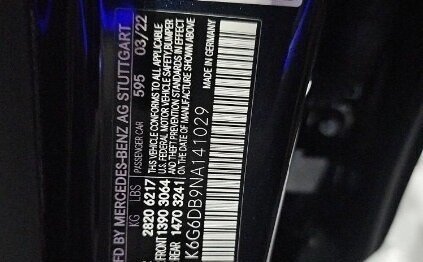 MFD BY MERCEDES-BENZ AG STUTTGART
PASSENGER CAR 595 03/22
KG LBS
2820 6217
FRONT 1390 3064
REAR 1470 3241
THIS VEHICLE CONFORMS TO ALL APPLICABLE
U.S. FEDERAL MOTOR VEHICLE SAFETY,BUMPER
AND THEFT PREVENTION STANDARDS IN EFFECT
ON THE DATE OF MANUFACTURE SHOWN ABOVE
K6G6DB9NA141029
MADE IN GERMANY